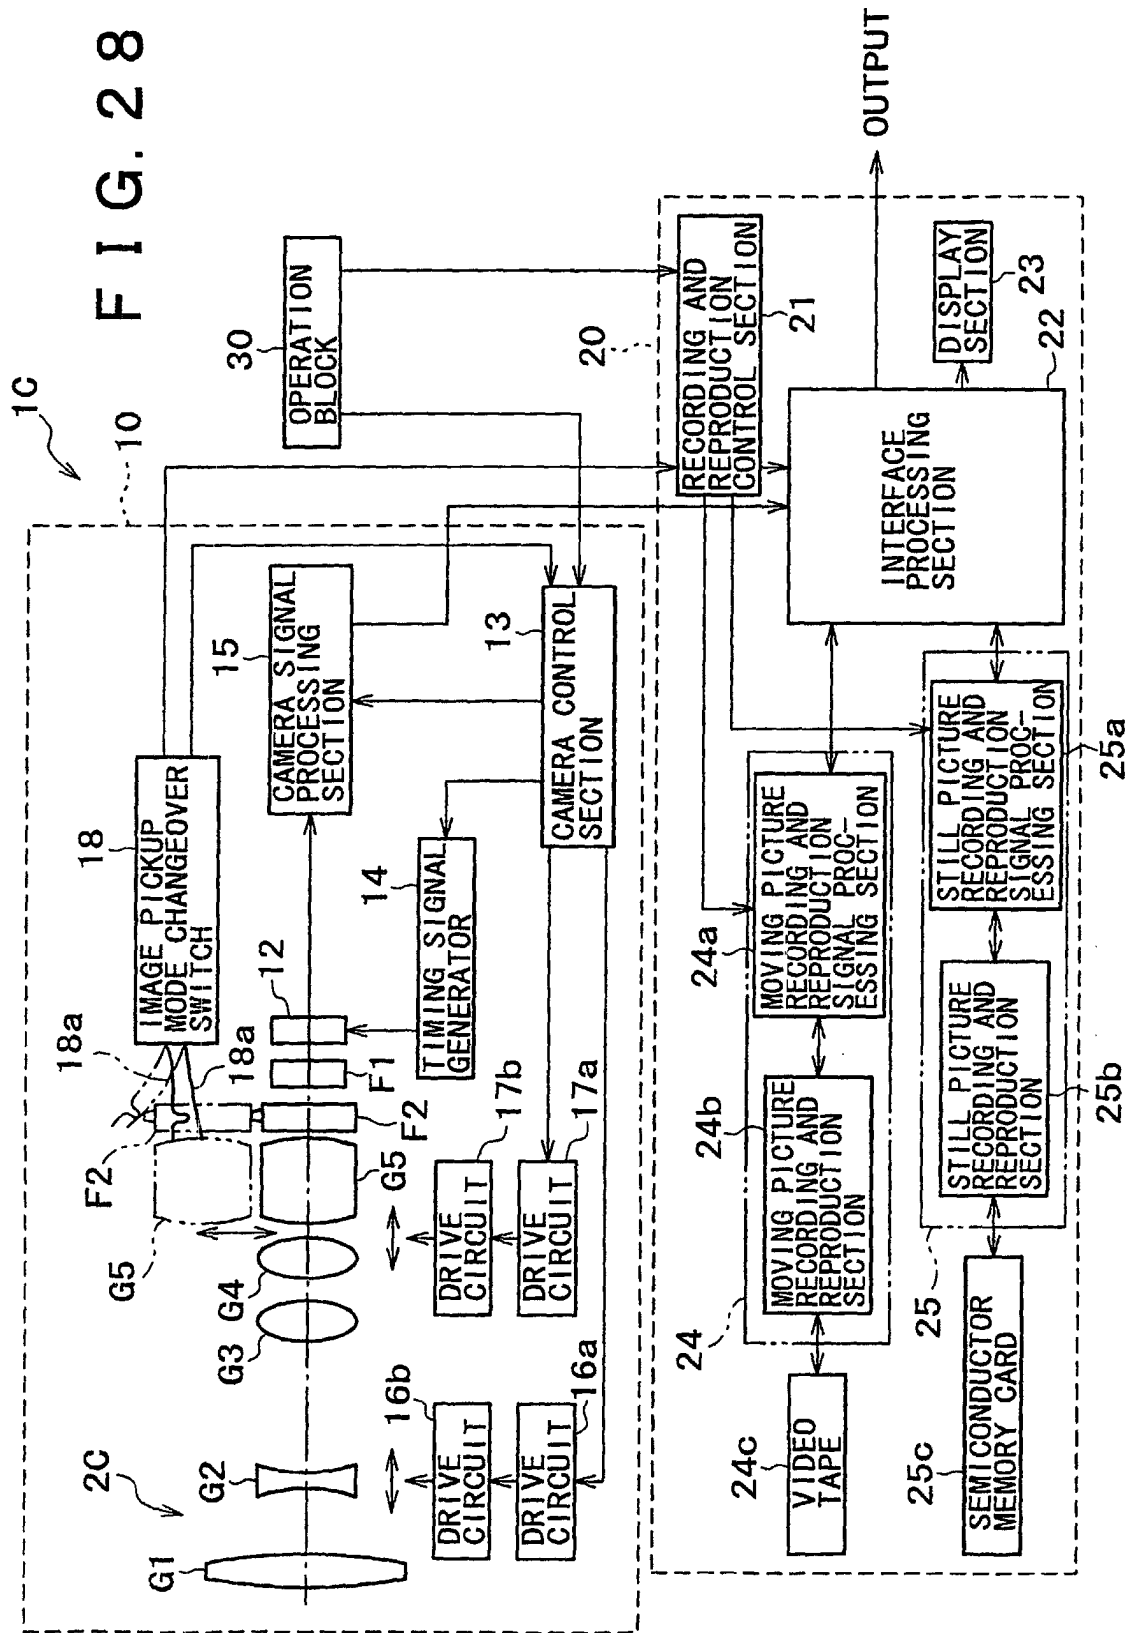 FIG. 28
1C
10
30
OPERATION
BLOCK
18
IMAGE PICKUP
MODE CHANGEOVER
SWITCH
18a
18a
15
CAMERA SIGNAL
PROCESSING
SECTION
13
CAMERA CONTROL
SECTION
14
TIMING SIGNAL
GENERATOR
12
F1
F2
F2
G5
G5
G4
G3
G2
G1
2C
17b
DRIVE
CIRCUIT
17a
DRIVE
CIRCUIT
16b
DRIVE
CIRCUIT
16a
DRIVE
CIRCUIT
20
RECORDING AND
REPRODUCTION
CONTROL SECTION
21
OUTPUT
DISPLAY
SECTION
23
22
INTERFACE
PROCESSING
SECTION
24a
MOVING PICTURE
RECORDING AND
REPRODUCTION
SIGNAL PROC-
ESSING SECTION
24b
MOVING PICTURE
RECORDING AND
REPRODUCTION
SECTION
24
24c
VIDEO
TAPE
STILL PICTURE
RECORDING AND
REPRODUCTION
SIGNAL PROC-
ESSING SECTION
25a
STILL PICTURE
RECORDING AND
REPRODUCTION
SECTION
25b
25
25c
SEMICONDUCTOR
MEMORY CARD